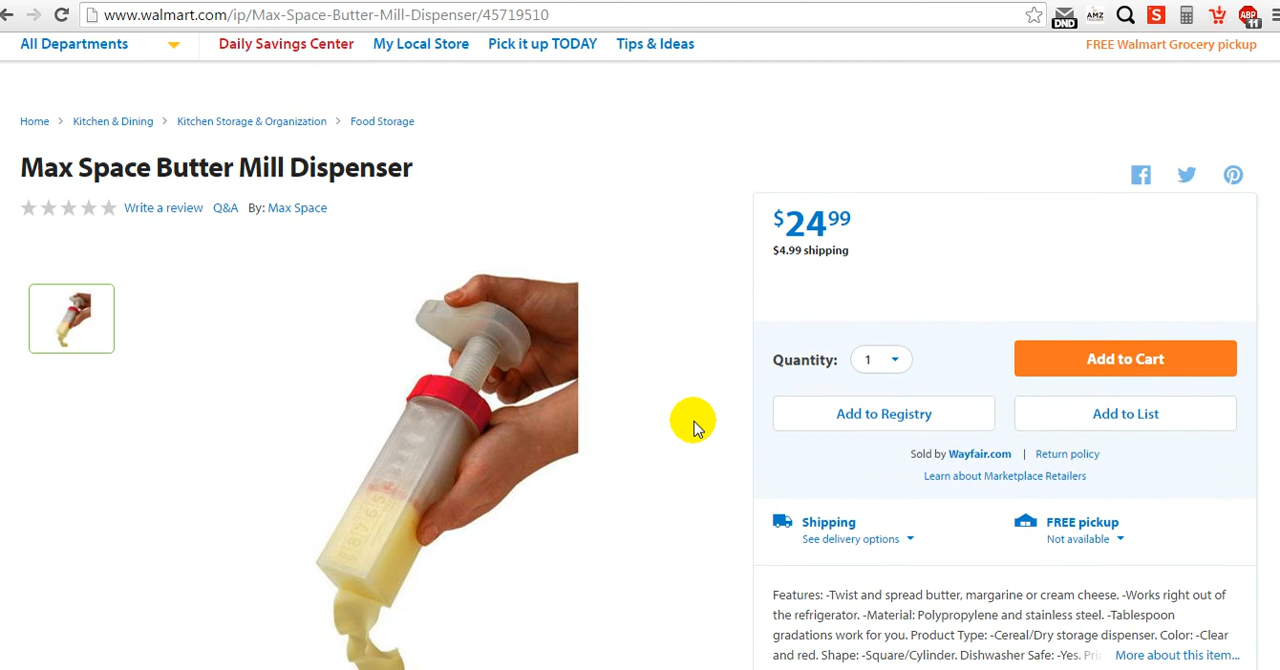 www.walmart.com/ip/Max-Space-Butter-Mill-Dispenser/45719510
DND
AMZ
S
ABP
11
All Departments Daily Savings Center My Local Store Pick it up TODAY Tips & Ideas FREE Walmart Grocery pickup
Home > Kitchen & Dining > Kitchen Storage & Organization > Food Storage
Max Space Butter Mill Dispenser
Write a review Q&A By: Max Space
$24 99
$4.99 shipping
Quantity: 1 Add to Cart
Add to Registry Add to List
Sold by Wayfair.com | Return policy
Learn about Marketplace Retailers
Shipping FREE pickup
See delivery options Not available
Features: -Twist and spread butter, margarine or cream cheese. -Works right out of
the refrigerator. -Material: Polypropylene and stainless steel. -Tablespoon
gradations work for you. Product Type: -Cereal/Dry storage dispenser. Color: -Clear
and red. Shape: -Square/Cylinder. Dishwasher Safe: -Yes. Pri More about this item...